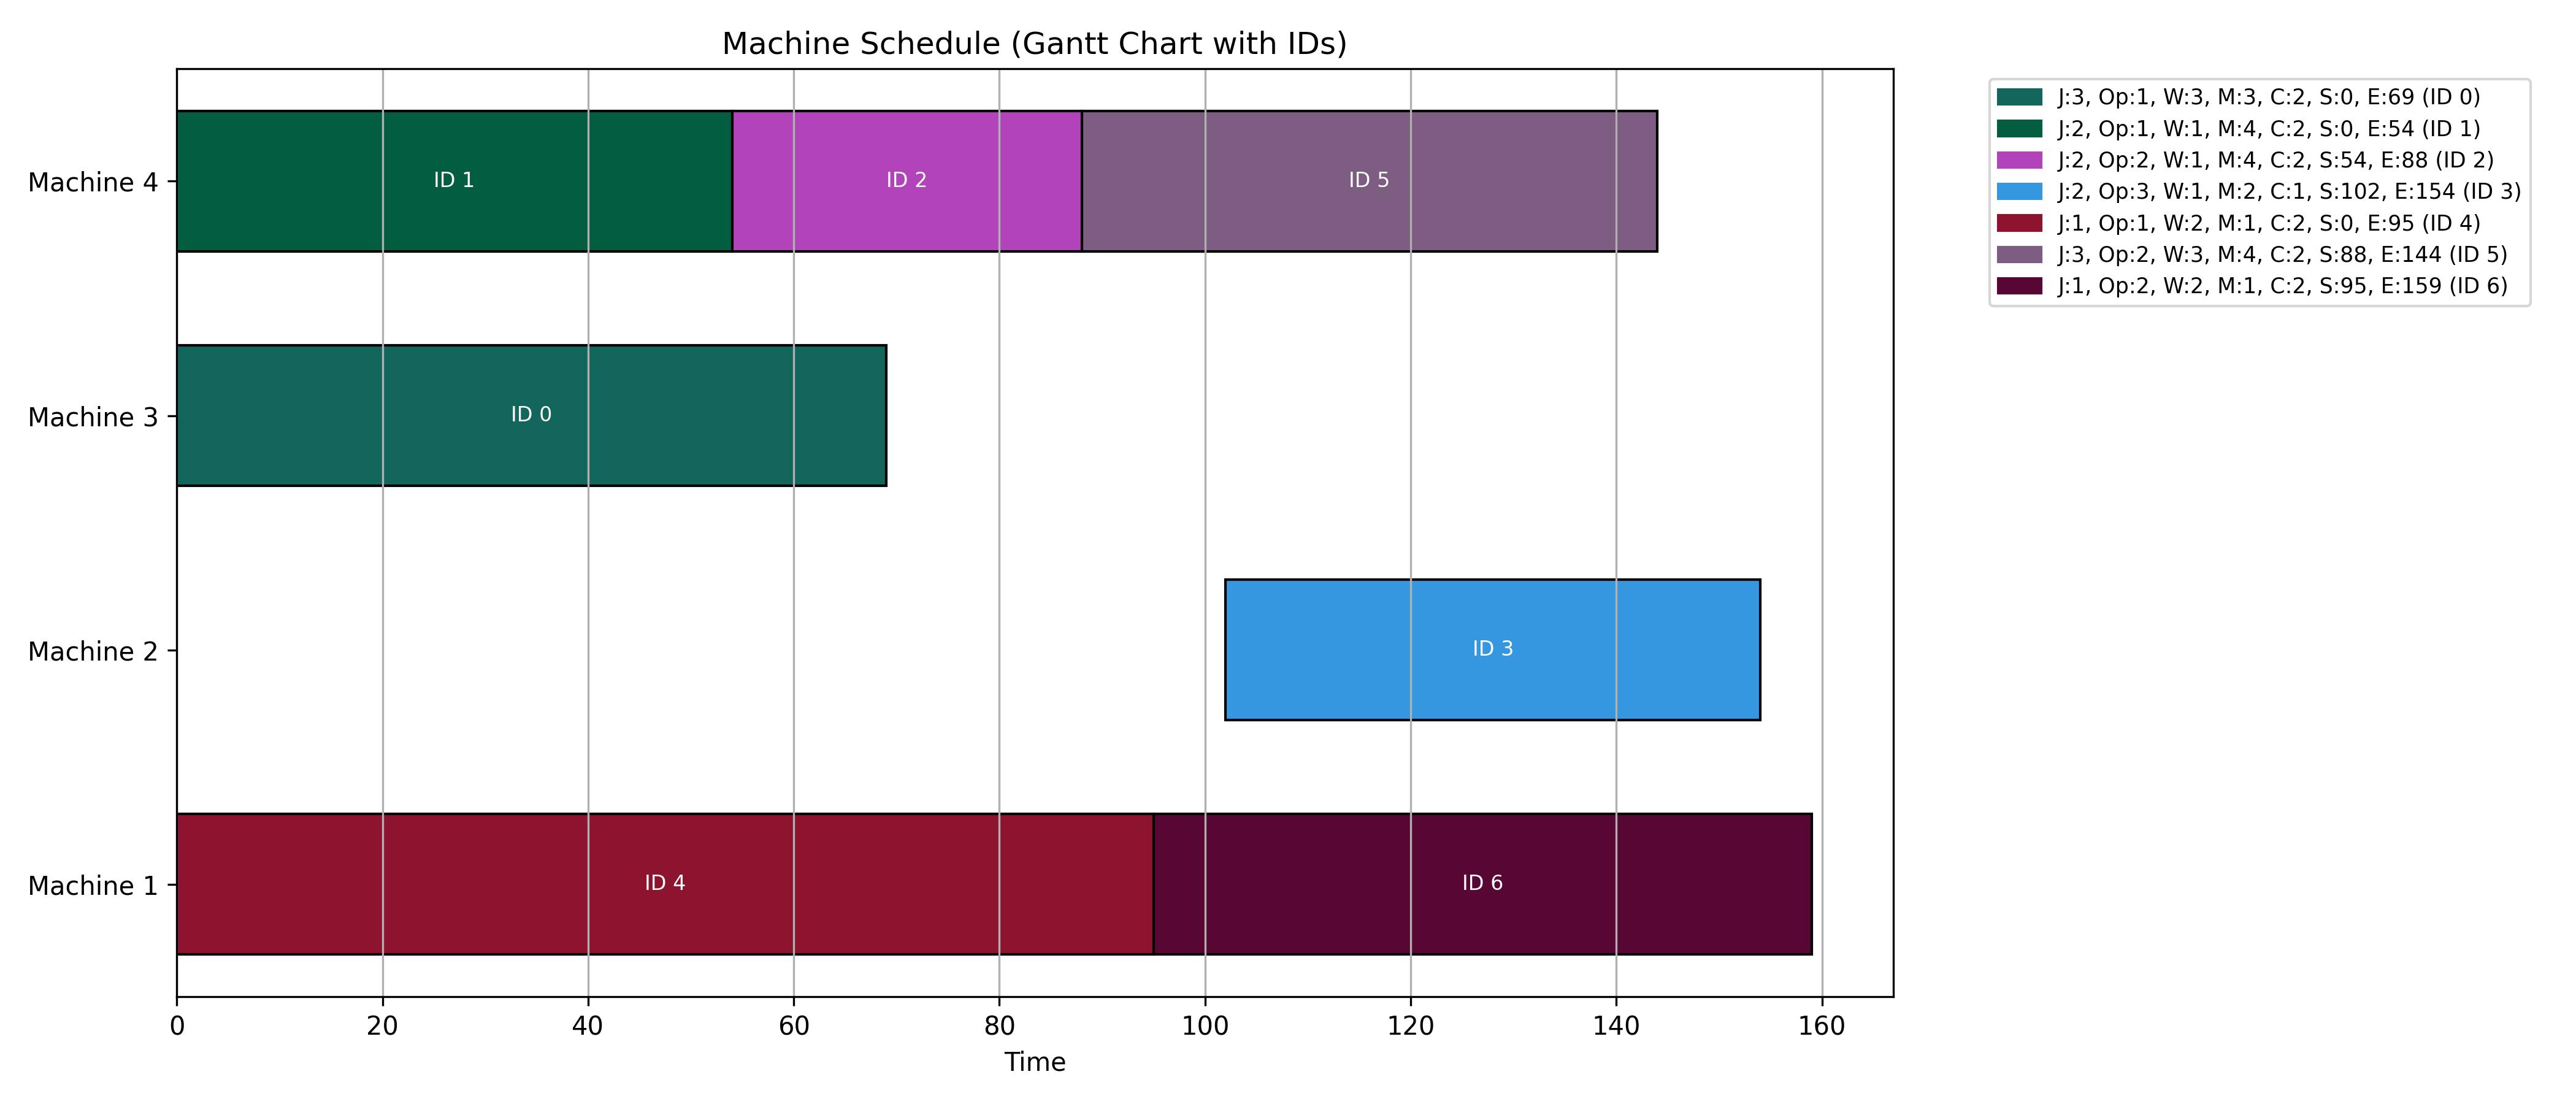 Machine Schedule (Gantt Chart with IDs)
Machine 4
ID 1
ID 2
ID 5
Machine 3
ID 0
Machine 2
ID 3
Machine 1
ID 4
ID 6
0 20 40 60 80 100 120 140 160
Time
J:3, Op:1, W:3, M:3, C:2, S:0, E:69 (ID 0)
J:2, Op:1, W:1, M:4, C:2, S:0, E:54 (ID 1)
J:2, Op:2, W:1, M:4, C:2, S:54, E:88 (ID 2)
J:2, Op:3, W:1, M:2, C:1, S:102, E:154 (ID 3)
J:1, Op:1, W:2, M:1, C:2, S:0, E:95 (ID 4)
J:3, Op:2, W:3, M:4, C:2, S:88, E:144 (ID 5)
J:1, Op:2, W:2, M:1, C:2, S:95, E:159 (ID 6)